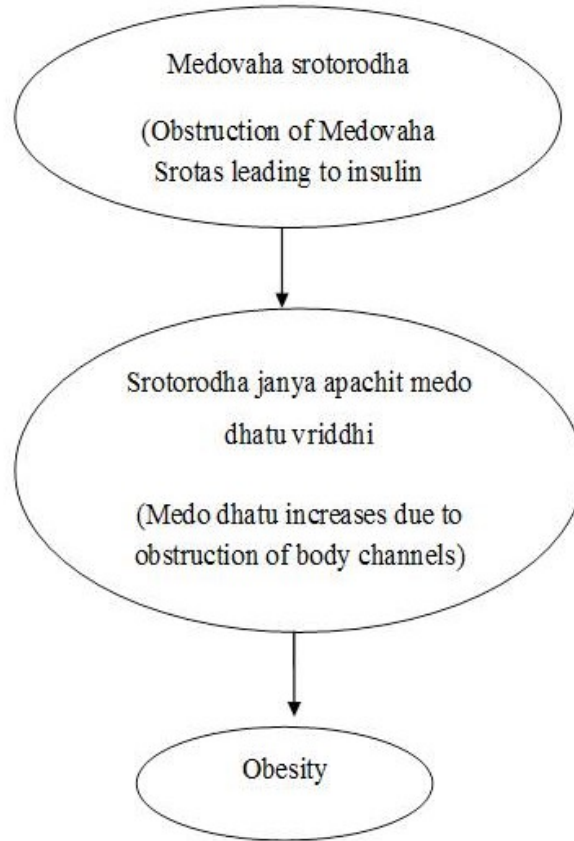 Medovaha srotorodha
(Obstruction of Medovaha
Srotas leading to insulin
Srotorodha janya apachit medo
dhatu vriddhi
(Medo dhatu increases due to
obstruction of body channels)
Obesity